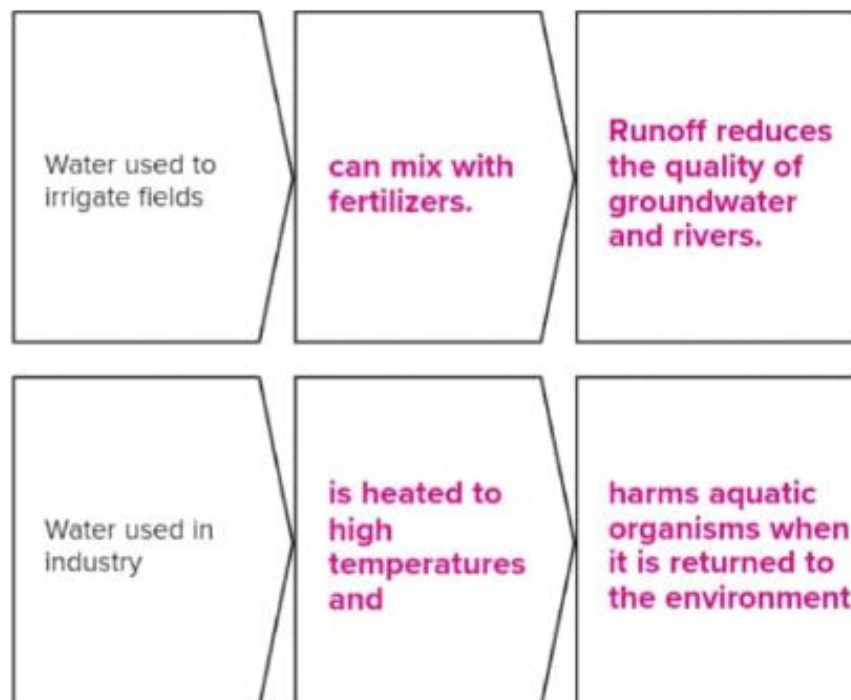 Water used to
irrigate fields
can mix with
fertilizers.
Runoff reduces
the quality of
groundwater
and rivers.
Water used in
industry
is heated to
high
temperatures
and
harms aquatic
organisms when
it is returned to
the environment